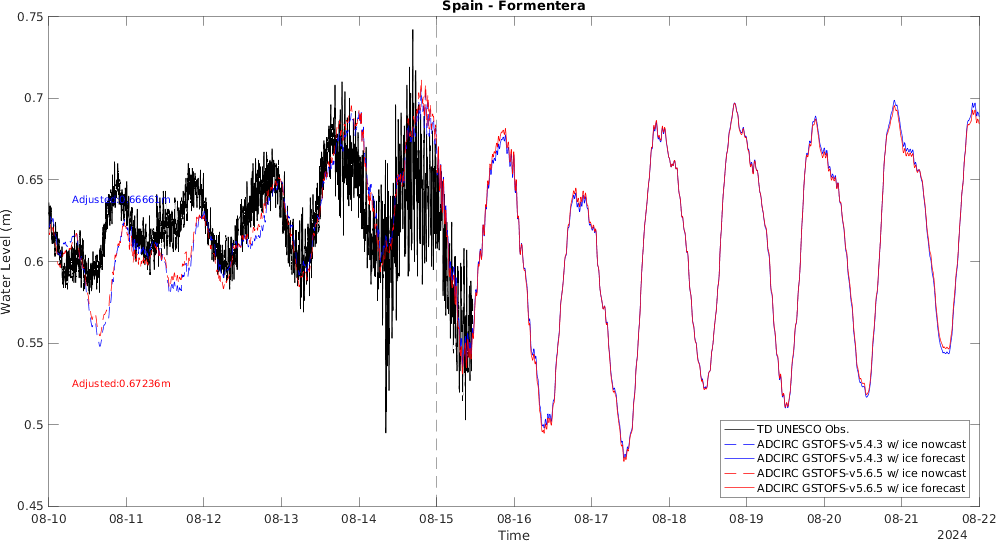 Spain - Formentera
0.75
0.7
0.65
0.6
0.55
0.5
0.45
Water Level (m)
Adjusted:0.66661m
Adjusted:0.67236m
TD UNESCO Obs.
ADCIRC GSTOFS-v5.4.3 w/ ice nowcast
ADCIRC GSTOFS-v5.4.3 w/ ice forecast
ADCIRC GSTOFS-v5.6.5 w/ ice nowcast
ADCIRC GSTOFS-v5.6.5 w/ ice forecast
08-10 08-11 08-12 08-13 08-14 08-15 08-16 08-17 08-18 08-19 08-20 08-21 08-22
Time
2024